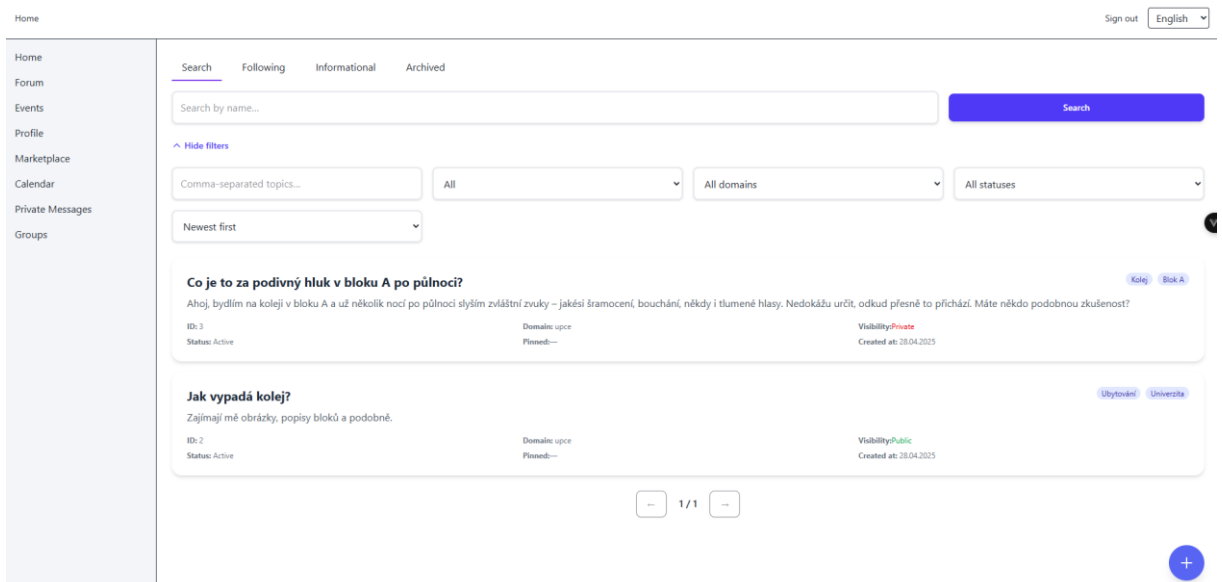 Home
Sign out
English
Home
Forum
Events
Profile
Marketplace
Calendar
Private Messages
Groups
Search
Following
Informational
Archived
Search by name...
Search
Hide filters
Comma-separated topics...
All
All domains
All statuses
Newest first
Co je to za podivný hluk v bloku A po půlnoci?
Kolej
Blok A
Ahoj, bydlím na koleji v bloku A a už několik nocí po půlnoci slyším zvláštní zvuky – jakési šramocení, bouchání, někdy i tlumené hlasy. Nedokážu určit, odkud přesně to přichází. Máte někdo podobnou zkušenost?
ID: 3
Domain: upce
Visibility:Private
Status: Active
Pinned:—
Created at: 28.04.2025
Jak vypadá kolej?
Ubytování
Univerzita
Zajímají mě obrázky, popisy bloků a podobně.
ID: 2
Domain: upce
Visibility:Public
Status: Active
Pinned:—
Created at: 28.04.2025
← 1 / 1 →
+